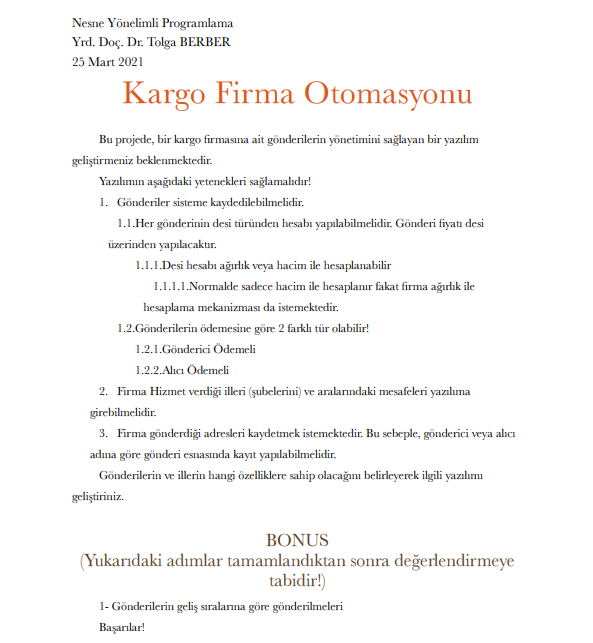 Nesne Yönelimli Programlama
Yrd. Doç. Dr. Tolga BERBER
25 Mart 2021
Kargo Firma Otomasyonu
Bu projede, bir kargo firmasına ait gönderilerin yönetimini sağlayan bir yazılım
geliştirmeniz beklenmektedir.
Yazılımın aşağıdaki yetenekleri sağlamalıdır!
1. Gönderiler sisteme kaydedilebilmelidir.
1.1.Her gönderinin desi türünden hesabı yapılabilmelidir. Gönderi fiyatı desi
üzerinden yapılacaktır.
1.1.1.Desi hesabı ağırlık veya hacim ile hesaplanabilir
1.1.1.1.Normalde sadece hacim ile hesaplanır fakat firma ağırlık ile
hesaplama mekanizması da istemektedir.
1.2.Gönderilerin ödemesine göre 2 farklı tür olabilir!
1.2.1.Gönderici Ödemeli
1.2.2.Alıcı Ödemeli
2. Firma Hizmet verdiği illeri (şubelerini) ve aralarındaki mesafeleri yazılıma
girebilmelidir.
3. Firma gönderdiği adresleri kaydetmek istemektedir. Bu sebeple, gönderici veya alıcı
adına göre gönderi esnasında kayıt yapılabilmelidir.
Gönderilerin ve illerin hangi özelliklere sahip olacağını belirleyerek ilgili yazılımı
geliştiriniz.
BONUS
(Yukarıdaki adımlar tamamlandıktan sonra değerlendirmeye
tabidir!)
1- Gönderilerin geliş sıralarına göre gönderilmeleri
Başarılar!